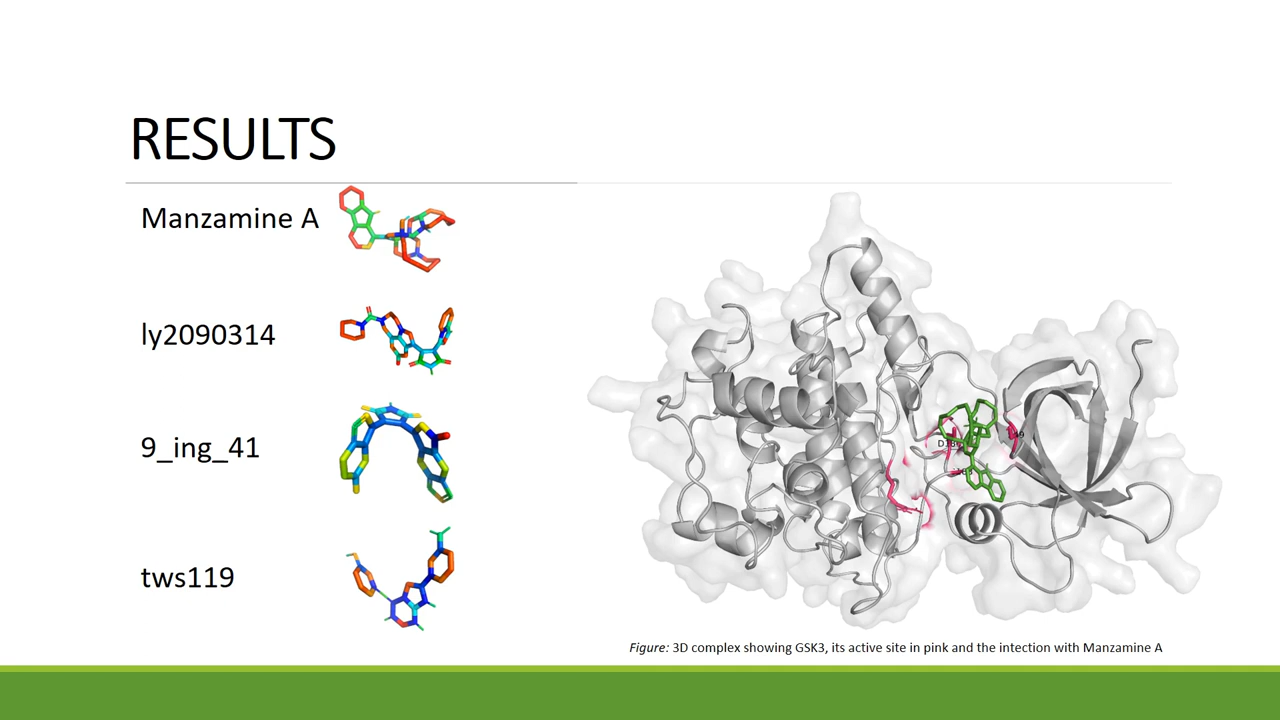 RESULTS
Manzamine A
ly2090314
9_ing_41
tws119
Figure: 3D complex showing GSK3, its active site in pink and the intection with Manzamine A